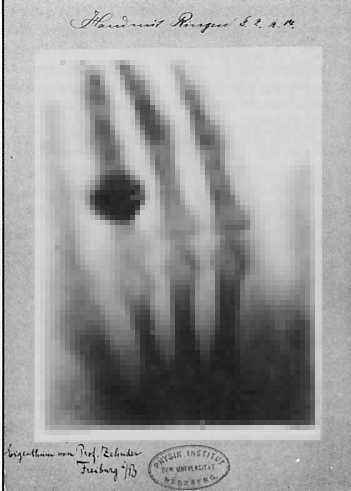 Hand mit Ringen
Eigenthum von Prof. Zehnder
Freiburg i/B
PHYSIK. INSTITUT
DER UNIVERSITÄT
WÜRZBURG.